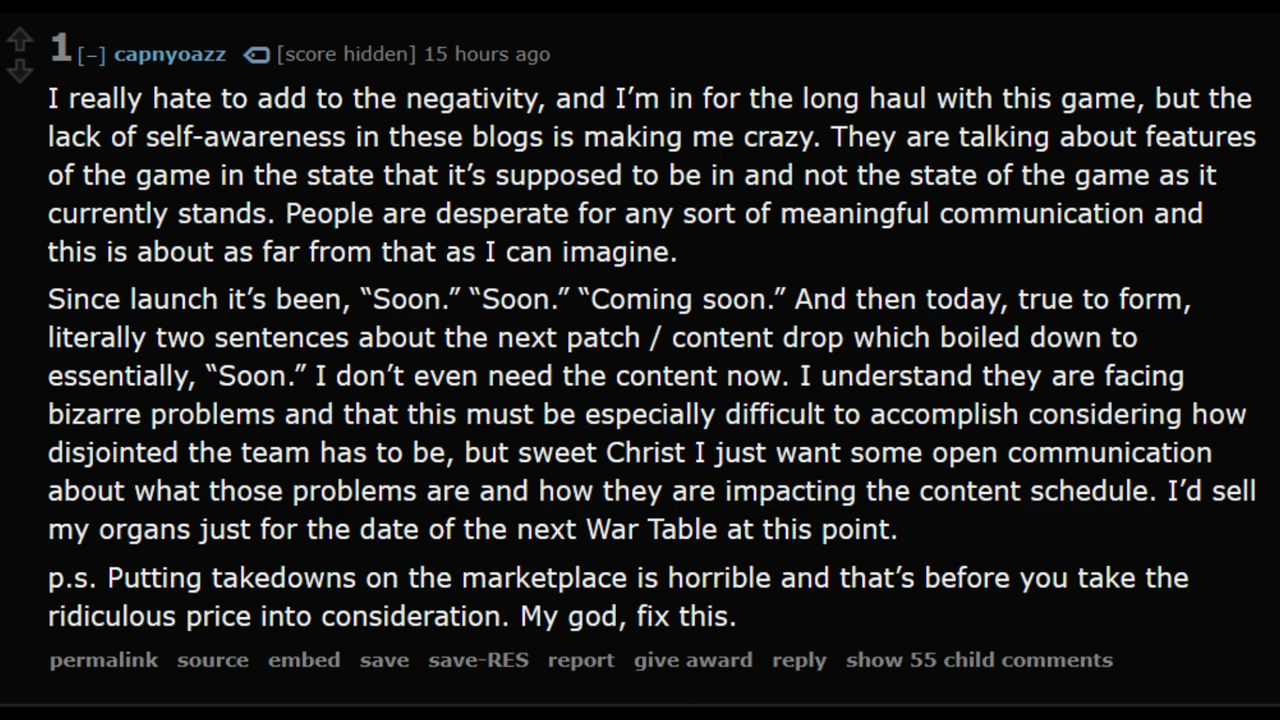 1 [–] capnyoazz [score hidden] 15 hours ago
I really hate to add to the negativity, and I’m in for the long haul with this game, but the
lack of self-awareness in these blogs is making me crazy. They are talking about features
of the game in the state that it’s supposed to be in and not the state of the game as it
currently stands. People are desperate for any sort of meaningful communication and
this is about as far from that as I can imagine.
Since launch it’s been, “Soon.” “Soon.” “Coming soon.” And then today, true to form,
literally two sentences about the next patch / content drop which boiled down to
essentially, “Soon.” I don’t even need the content now. I understand they are facing
bizarre problems and that this must be especially difficult to accomplish considering how
disjointed the team has to be, but sweet Christ I just want some open communication
about what those problems are and how they are impacting the content schedule. I’d sell
my organs just for the date of the next War Table at this point.
p.s. Putting takedowns on the marketplace is horrible and that’s before you take the
ridiculous price into consideration. My god, fix this.
permalink source embed save save-RES report give award reply show 55 child comments